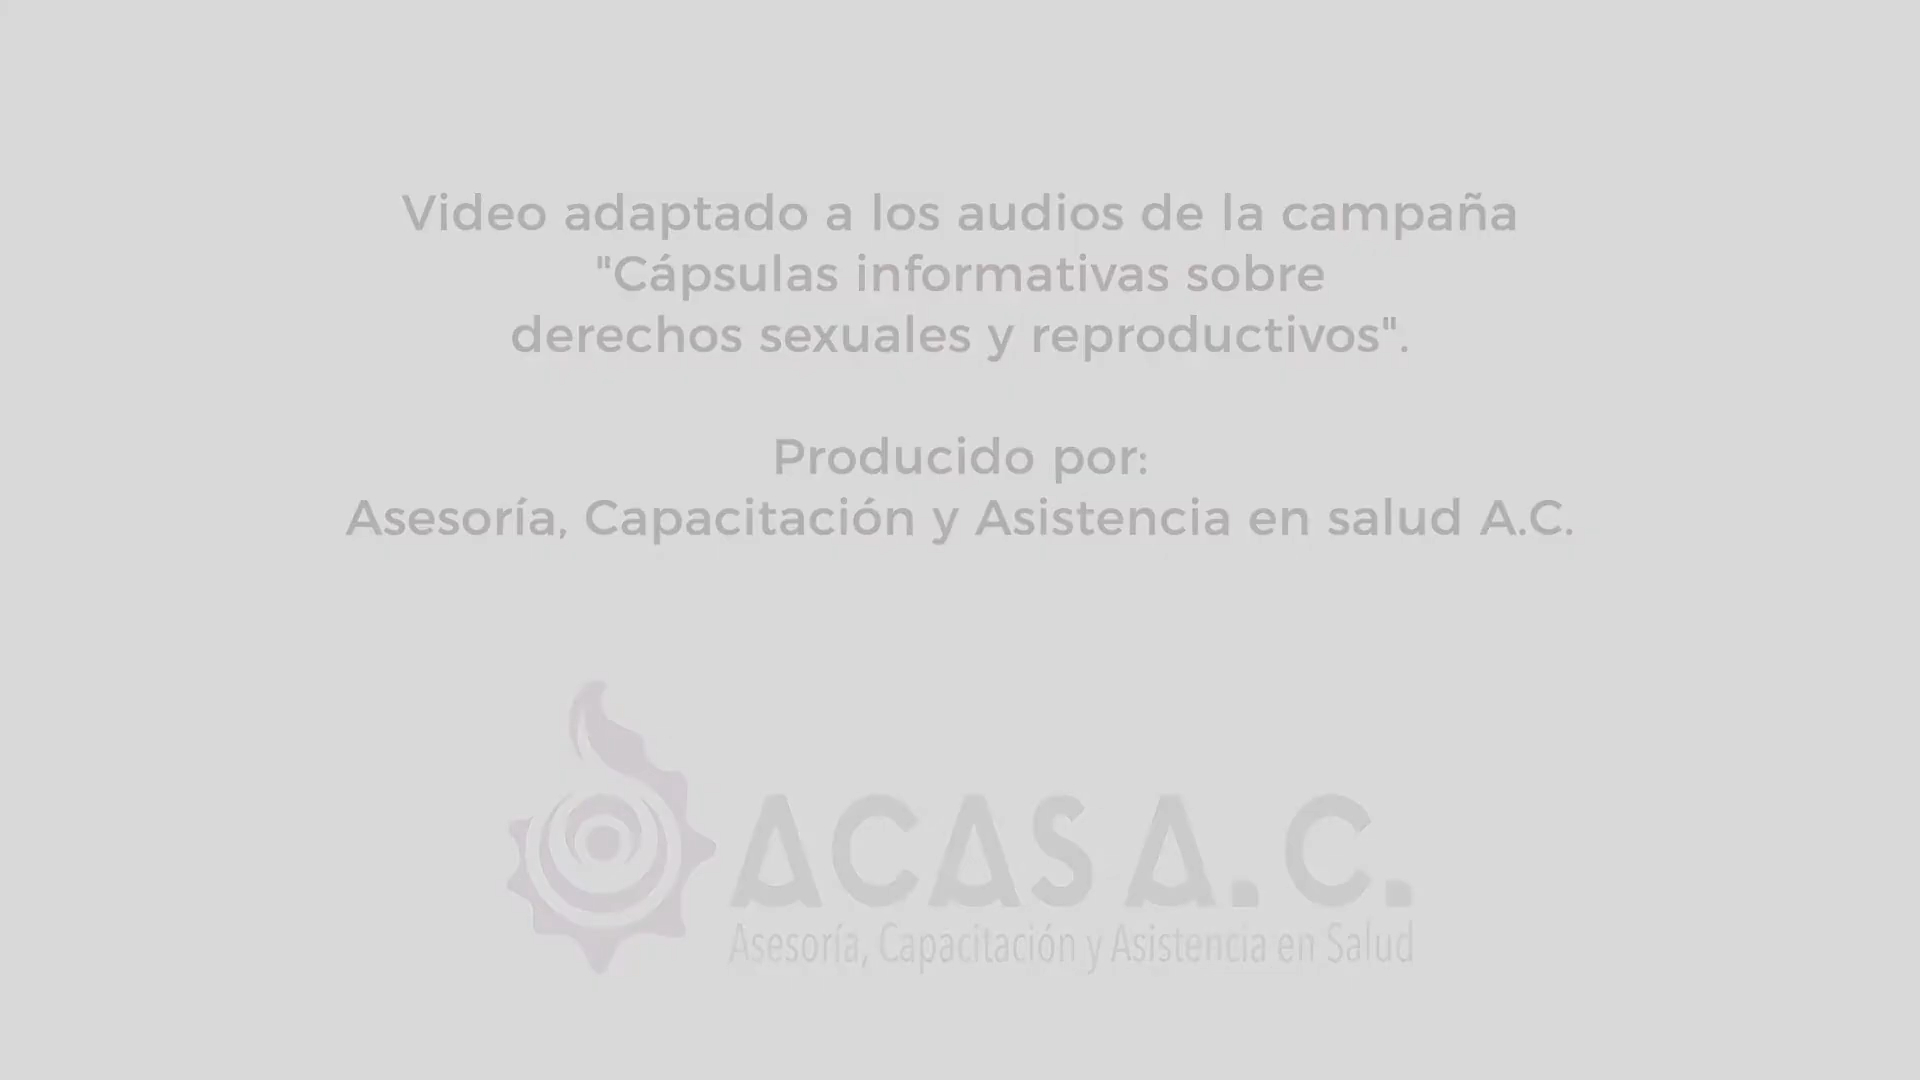 Video adaptado a los audios de la campaña
"Cápsulas informativas sobre
derechos sexuales y reproductivos".
Producido por:
Asesoría, Capacitación y Asistencia en salud A.C.
ACAS A.C.
Asesoría, Capacitación y Asistencia en Salud